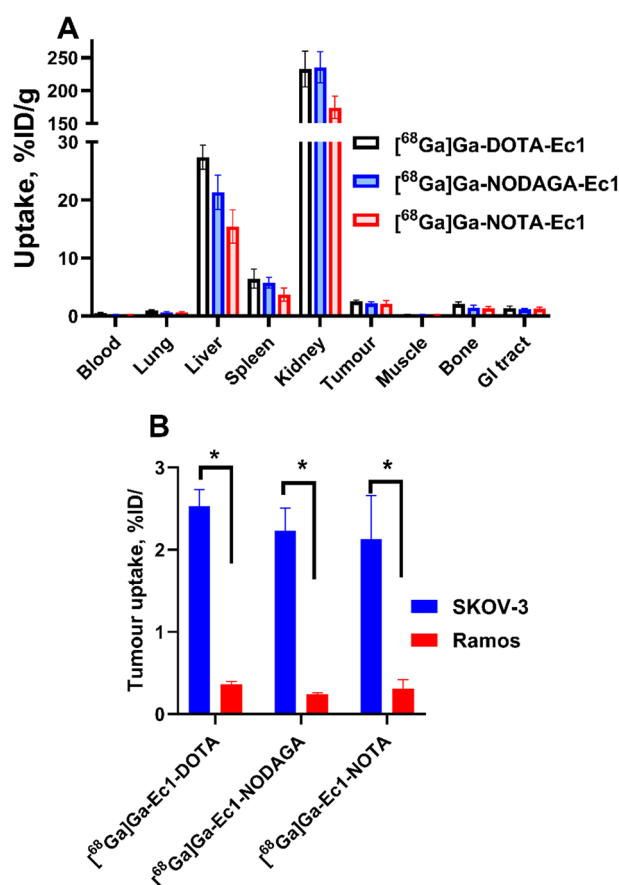 A
Uptake, %ID/g
250
200
150
30
20
10
0
[⁶⁸Ga]Ga-DOTA-Ec1
[⁶⁸Ga]Ga-NODAGA-Ec1
[⁶⁸Ga]Ga-NOTA-Ec1
Blood
Lung
Liver
Spleen
Kidney
Tumour
Muscle
Bone
GI tract
B
Tumour uptake, %ID/
3
2
1
0
*
*
*
SKOV-3
Ramos
[⁶⁸Ga]Ga-Ec1-DOTA
[⁶⁸Ga]Ga-Ec1-NODAGA
[⁶⁸Ga]Ga-Ec1-NOTA